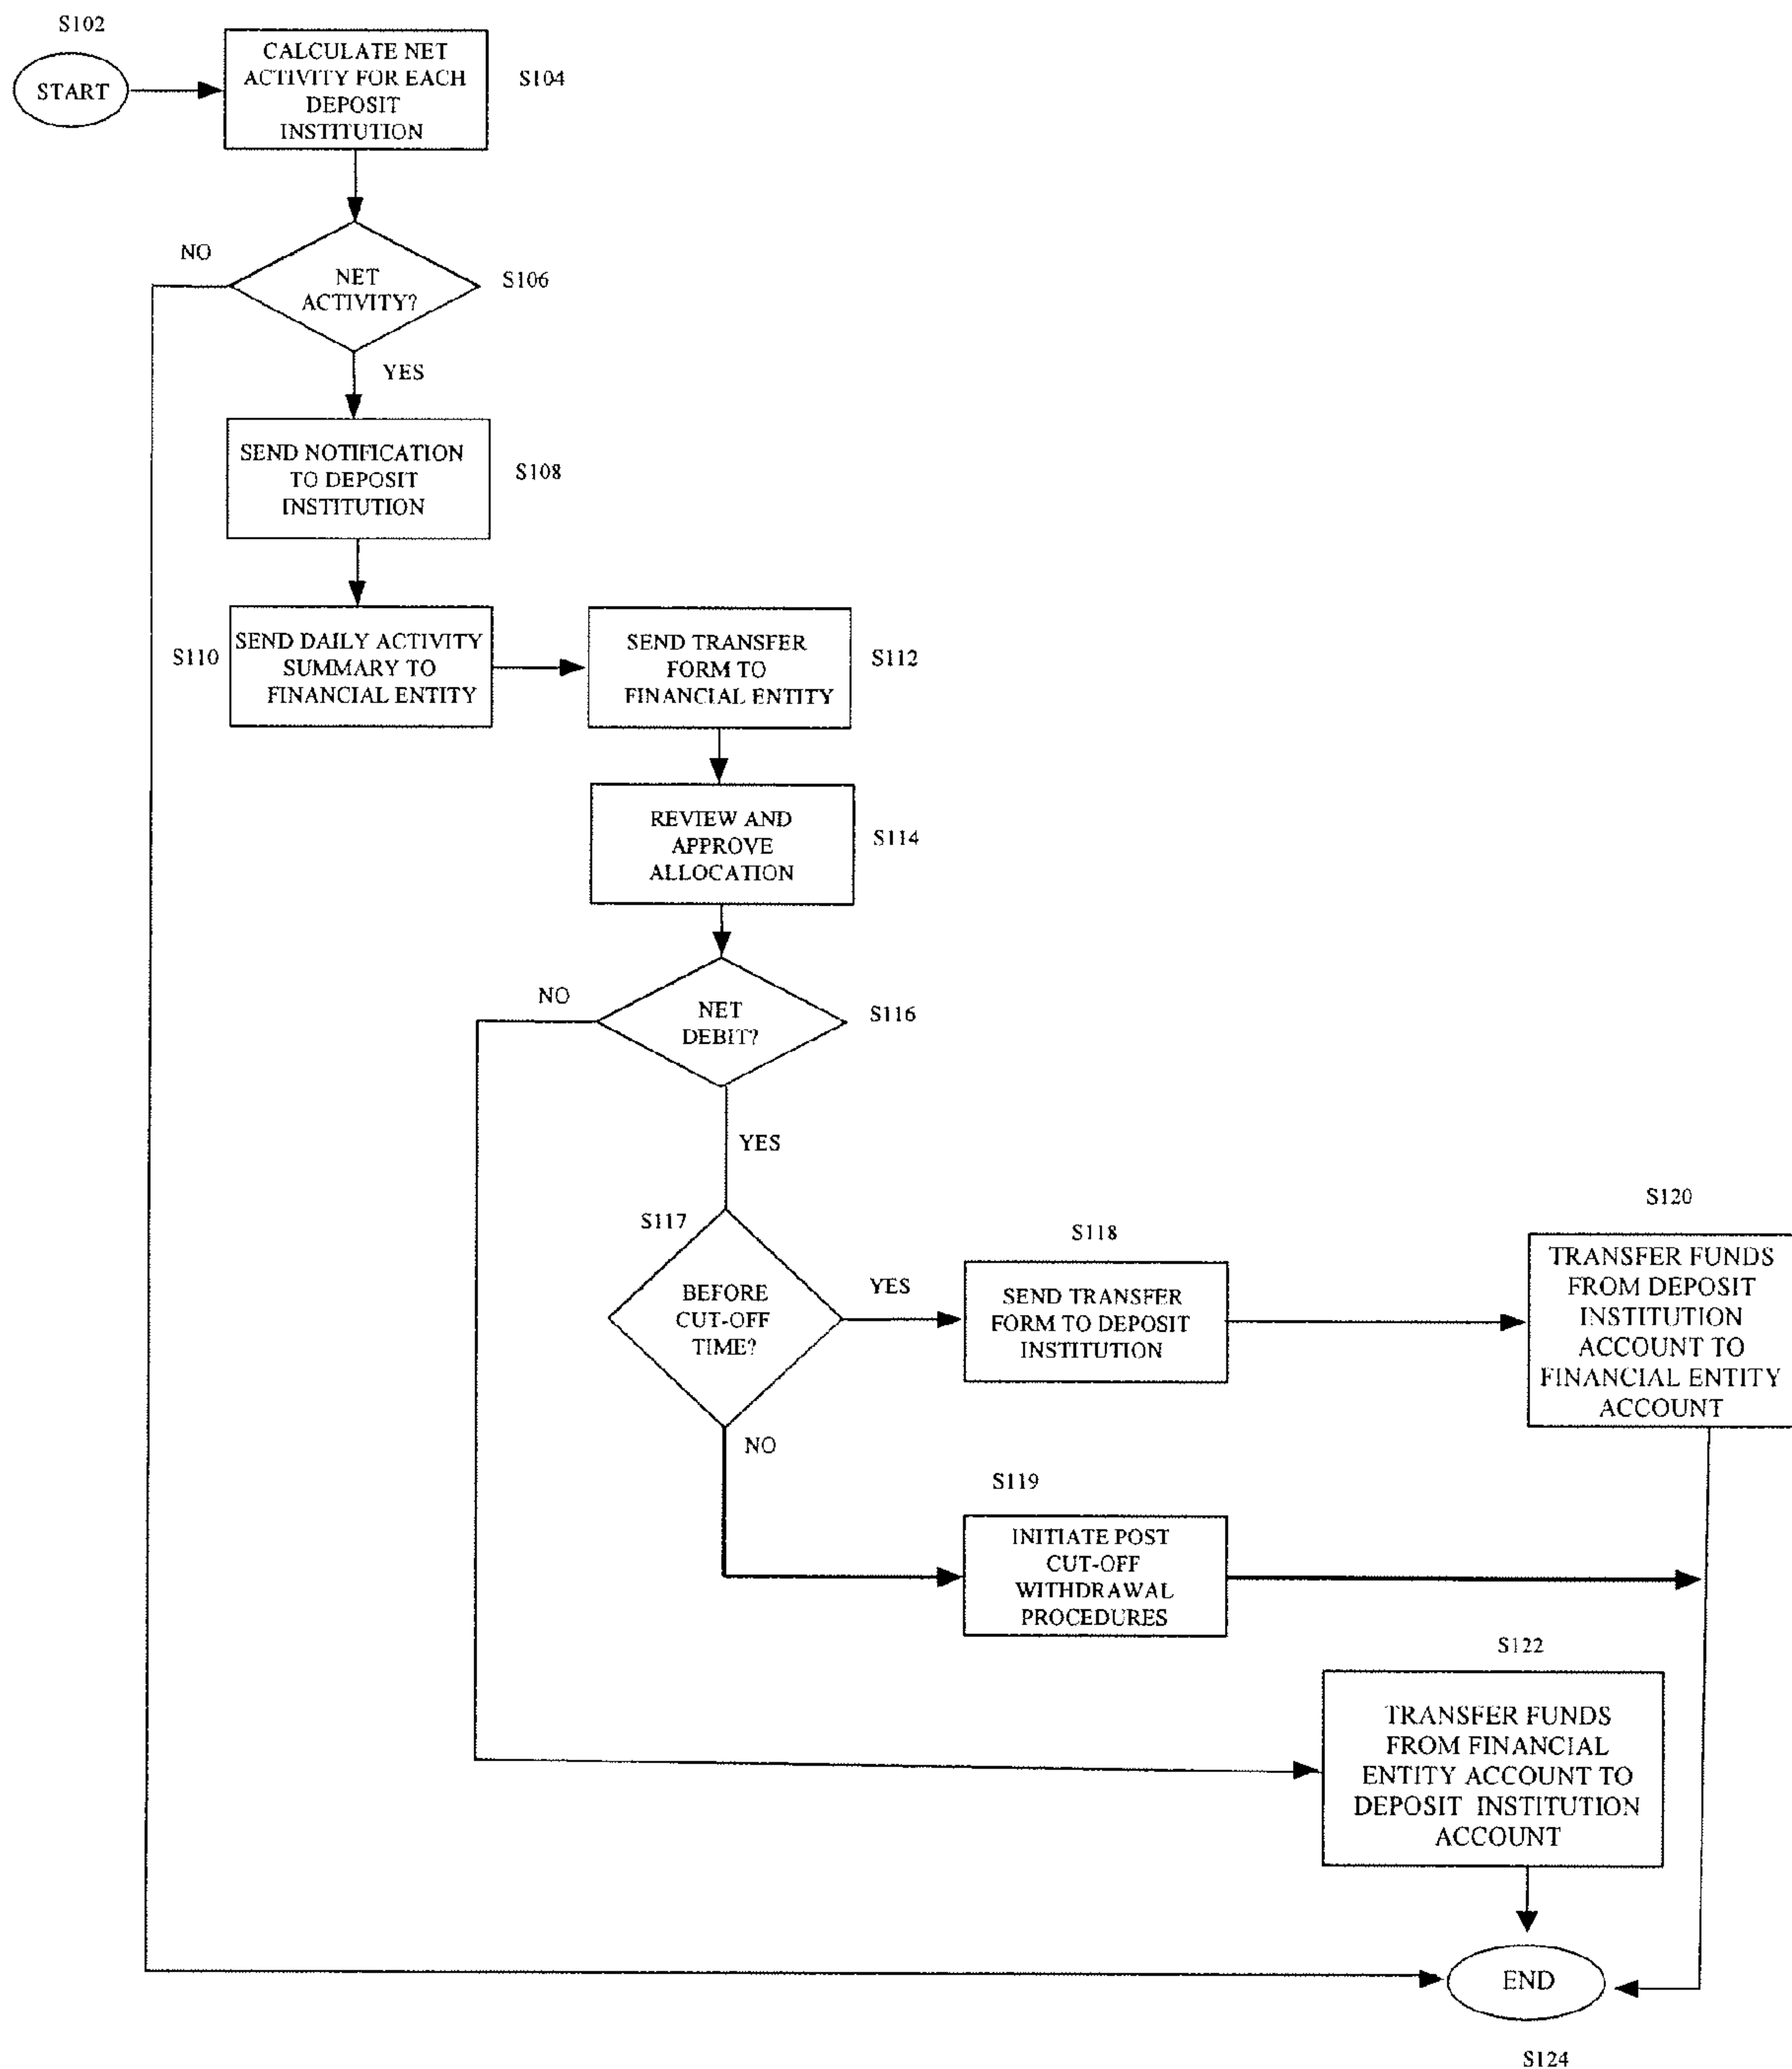 S102
START
CALCULATE NET
ACTIVITY FOR EACH
DEPOSIT
INSTITUTION
S104
NO
NET
ACTIVITY?
S106
YES
SEND NOTIFICATION
TO DEPOSIT
INSTITUTION
S108
S110
SEND DAILY ACTIVITY
SUMMARY TO
FINANCIAL ENTITY
SEND TRANSFER
FORM TO
FINANCIAL ENTITY
S112
REVIEW AND
APPROVE
ALLOCATION
S114
NO
NET
DEBIT?
S116
YES
S117
BEFORE
CUT-OFF
TIME?
YES
S118
SEND TRANSFER
FORM TO DEPOSIT
INSTITUTION
S120
TRANSFER FUNDS
FROM DEPOSIT
INSTITUTION
ACCOUNT TO
FINANCIAL ENTITY
ACCOUNT
NO
S119
INITIATE POST
CUT-OFF
WITHDRAWAL
PROCEDURES
S122
TRANSFER FUNDS
FROM FINANCIAL
ENTITY ACCOUNT TO
DEPOSIT INSTITUTION
ACCOUNT
END
S124